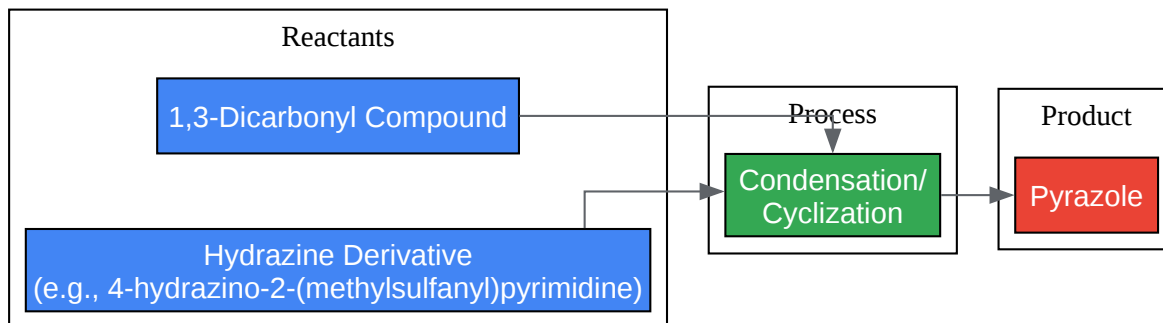 Reactants
1,3-Dicarbonyl Compound
Hydrazine Derivative
(e.g., 4-hydrazino-2-(methylsulfanyl)pyrimidine)
Process
Condensation/
Cyclization
Product
Pyrazole